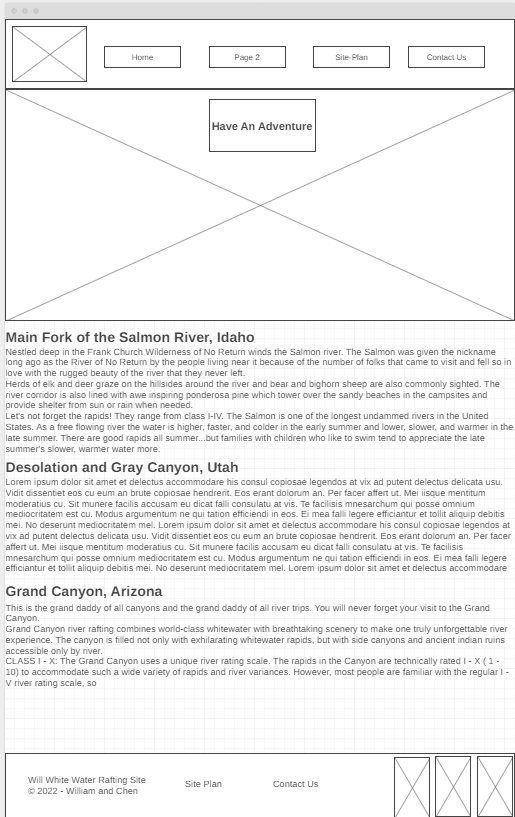 Home
Page 2
Site-Plan
Contact Us
Have An Adventure
Main Fork of the Salmon River, Idaho
Nestled deep in the Frank Church Wilderness of No Return winds the Salmon river. The Salmon was given the nickname
long ago as the River of No Return by the people living near it because of the number of folks that came to visit and fell so in
love with the rugged beauty of the river that they never left.
Herds of elk and deer graze on the hillsides around the river and bear and bighorn sheep are also commonly sighted. The
river corridor is also lined with awe inspiring ponderosa pine which tower over the sandy beaches in the campsites and
provide shelter from sun or rain when needed.
Let's not forget the rapids! They range from class I-IV. The Salmon is one of the longest undammed rivers in the United
States. As a free flowing river the water is higher, faster, and colder in the early summer and lower, slower, and warmer in the
late summer. There are good rapids all summer...but families with children who like to swim tend to appreciate the late
summer's slower, warmer water more.
Desolation and Gray Canyon, Utah
Lorem ipsum dolor sit amet et delectus accommodare his consul copiosae legendos at vix ad putent delectus delicata usu.
Vidit dissentiet eos cu eum an brute copiosae hendrerit. Eos erant dolorum an. Per facer affert ut. Mei iisque mentitum
moderatius cu. Sit munere facilis accusam eu dicat falli consulatu at vis. Te facilisis mnesarchum qui posse omnium
mediocritatem est cu. Modus argumentum ne qui tation efficiendi in eos. Ei mea falli legere efficiantur et tollit aliquip debitis
mei. No deserunt mediocritatem mel. Lorem ipsum dolor sit amet et delectus accommodare his consul copiosae legendos at
vix ad putent delectus delicata usu. Vidit dissentiet eos cu eum an brute copiosae hendrerit. Eos erant dolorum an. Per facer
affert ut. Mei iisque mentitum moderatius cu. Sit munere facilis accusam eu dicat falli consulatu at vis. Te facilisis
mnesarchum qui posse omnium mediocritatem est cu. Modus argumentum ne qui tation efficiendi in eos. Ei mea falli legere
efficiantur et tollit aliquip debitis mei. No deserunt mediocritatem mel. Lorem ipsum dolor sit amet et delectus accommodare
Grand Canyon, Arizona
This is the grand daddy of all canyons and the grand daddy of all river trips. You will never forget your visit to the Grand
Canyon.
Grand Canyon river rafting combines world-class whitewater with breathtaking scenery to make one truly unforgettable river
experience. The canyon is filled not only with exhilarating whitewater rapids, but with side canyons and ancient indian ruins
accessible only by river.
CLASS I - X: The Grand Canyon uses a unique river rating scale. The rapids in the Canyon are technically rated I - X ( 1 -
10) to accommodate such a wide variety of rapids and river variances. However, most people are familiar with the regular I -
V river rating scale, so
Will White Water Rafting Site
© 2022 - William and Chen
Site Plan
Contact Us